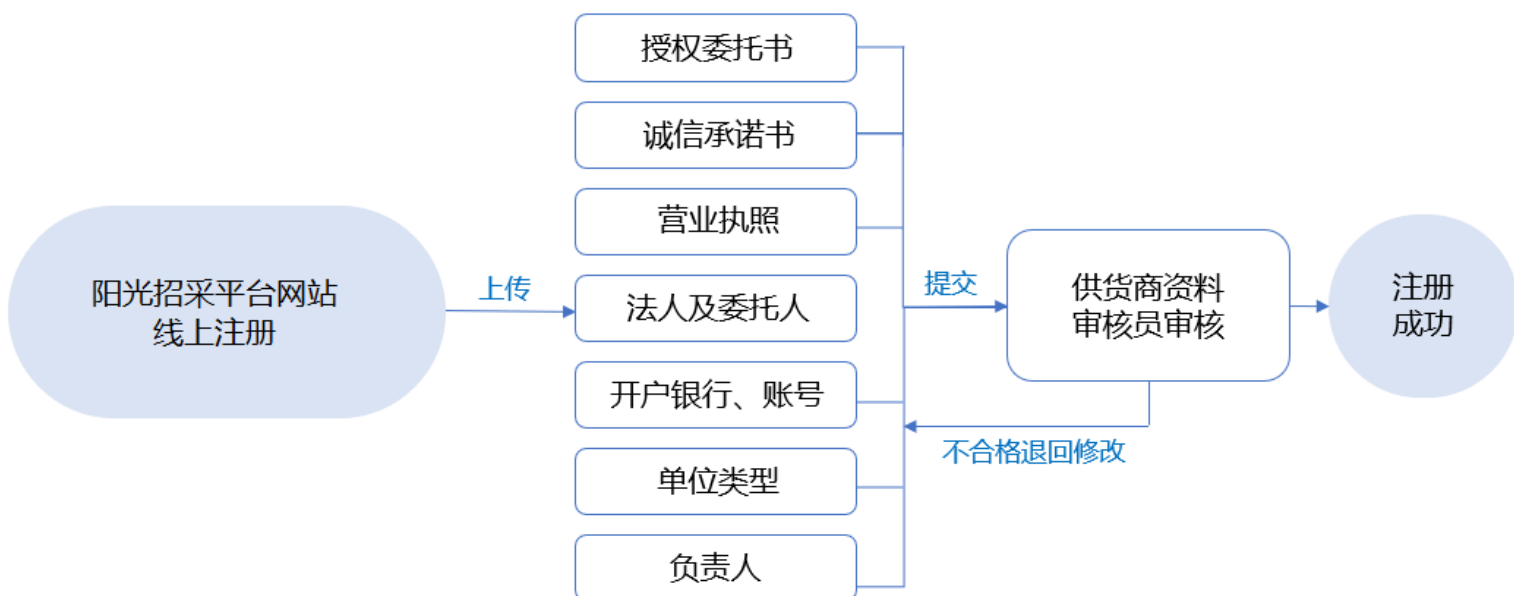 阳光招采平台网站
线上注册
上传
授权委托书
诚信承诺书
营业执照
法人及委托人
开户银行、账号
单位类型
负责人
提交
供货商资料
审核员审核
不合格退回修改
注册
成功